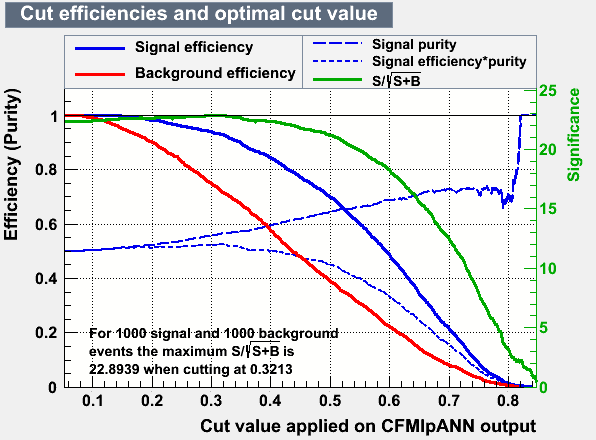 Cut efficiencies and optimal cut value
Signal efficiency
Background efficiency
Signal purity
Signal efficiency*purity
S/√S+B
Efficiency (Purity)
1
0.8
0.6
0.4
0.2
0
25
20
15
10
5
0
Significance
For 1000 signal and 1000 background
events the maximum S/√S+B is
22.8939 when cutting at 0.3213
0.1 0.2 0.3 0.4 0.5 0.6 0.7 0.8
Cut value applied on CFMlpANN output